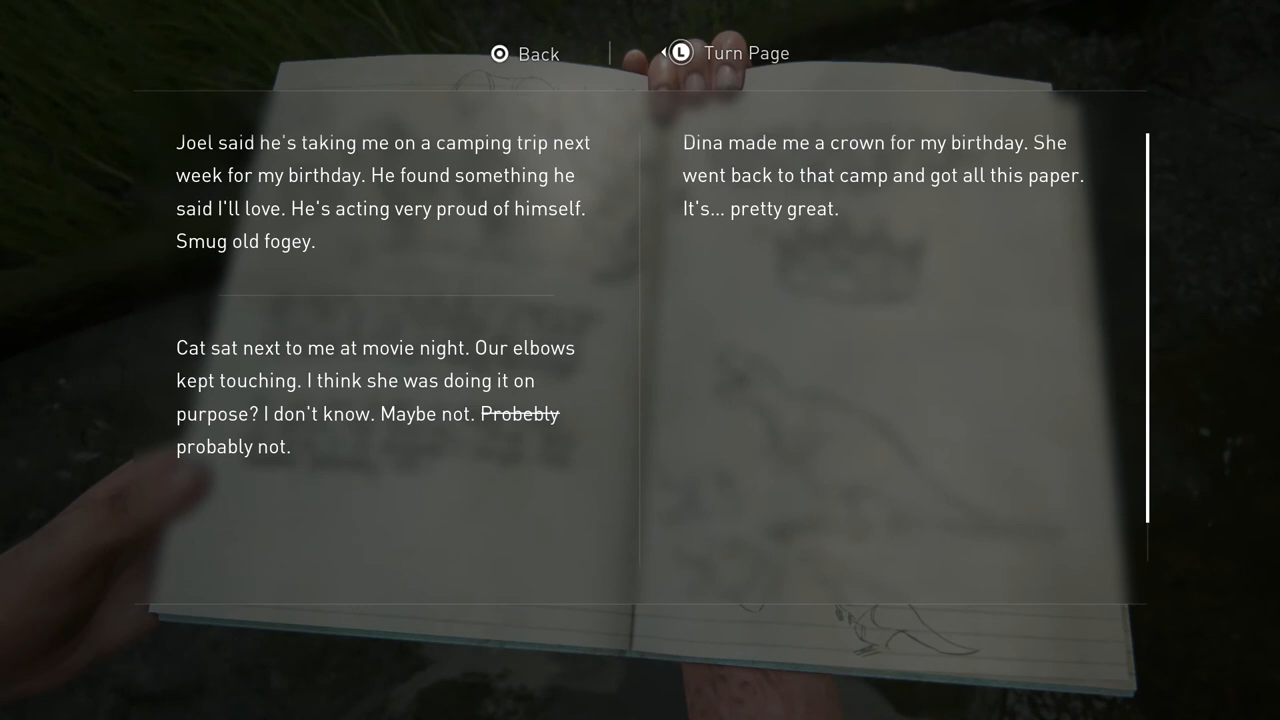 Back
L Turn Page
Joel said he's taking me on a camping trip next
week for my birthday. He found something he
said I'll love. He's acting very proud of himself.
Smug old fogey.
Cat sat next to me at movie night. Our elbows
kept touching. I think she was doing it on
purpose? I don't know. Maybe not. Probebly
probably not.
Dina made me a crown for my birthday. She
went back to that camp and got all this paper.
It's... pretty great.